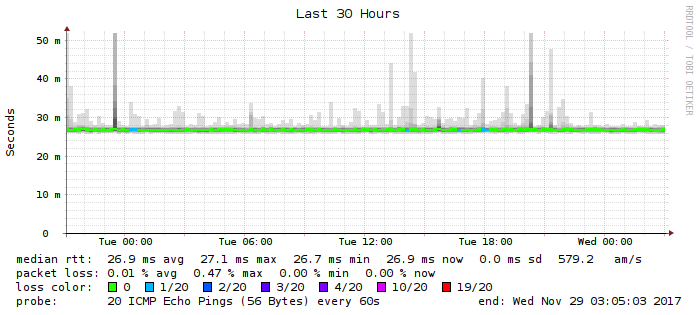 Last 30 Hours
RRDTOOL / TOBI OETIKER
Seconds
50 m
40 m
30 m
20 m
10 m
0
Tue 00:00 Tue 06:00 Tue 12:00 Tue 18:00 Wed 00:00
median rtt: 26.9 ms avg 27.1 ms max 26.7 ms min 26.9 ms now 0.0 ms sd 579.2 am/s
packet loss: 0.01 % avg 0.47 % max 0.00 % min 0.00 % now
loss color: 0 1/20 2/20 3/20 4/20 10/20 19/20
probe: 20 ICMP Echo Pings (56 Bytes) every 60s end: Wed Nov 29 03:05:03 2017